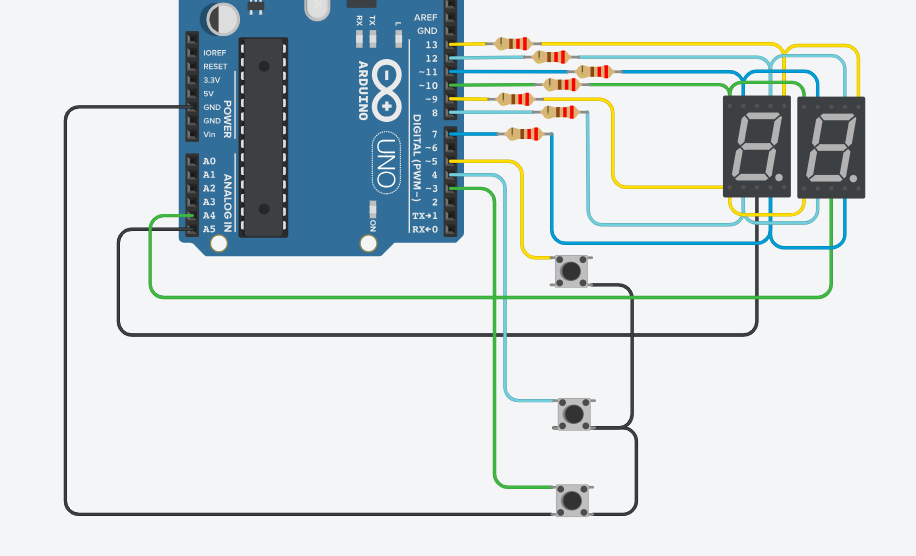 AREF
GND
13
12
~11
~10
~9
8
7
~6
~5
4
~3
2
TX→1
RX←0
DIGITAL (PWM ~)
RX
TX
L
ARDUINO
UNO
ON
IOREF
RESET
3.3V
5V
GND
GND
Vin
POWER
A0
A1
A2
A3
A4
A5
ANALOG IN